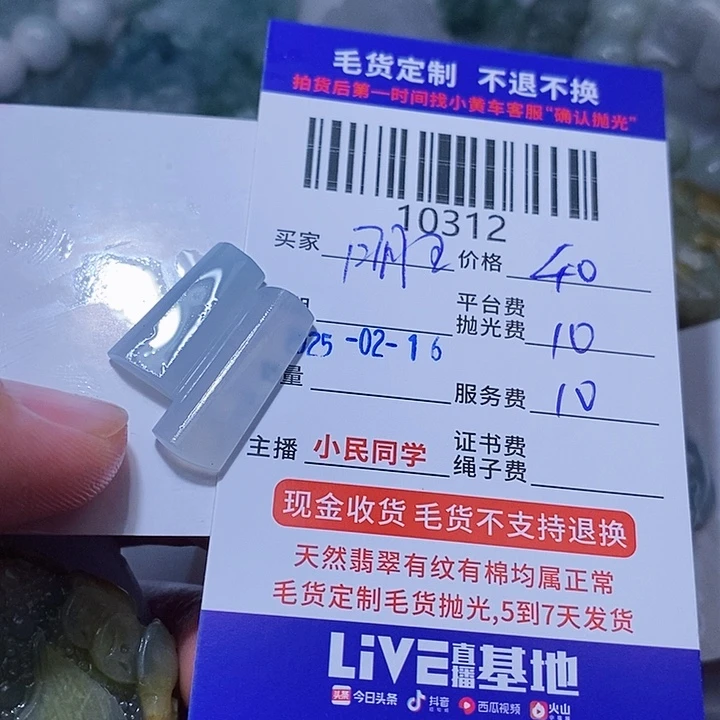 毛货定制 不退不换
拍货后第一时间找小黄车客服"确认抛光"
10312
买家
价格 40
平台费
抛光费 10
025-02-16
量
服务费 10
主播 小民同学
证书费
绳子费
现金收货 毛货不支持退换
天然翡翠有纹有棉均属正常
毛货定制毛货抛光,5到7天发货
LiVE直播基地
头条 今日头条 抖音 西瓜视频 火山